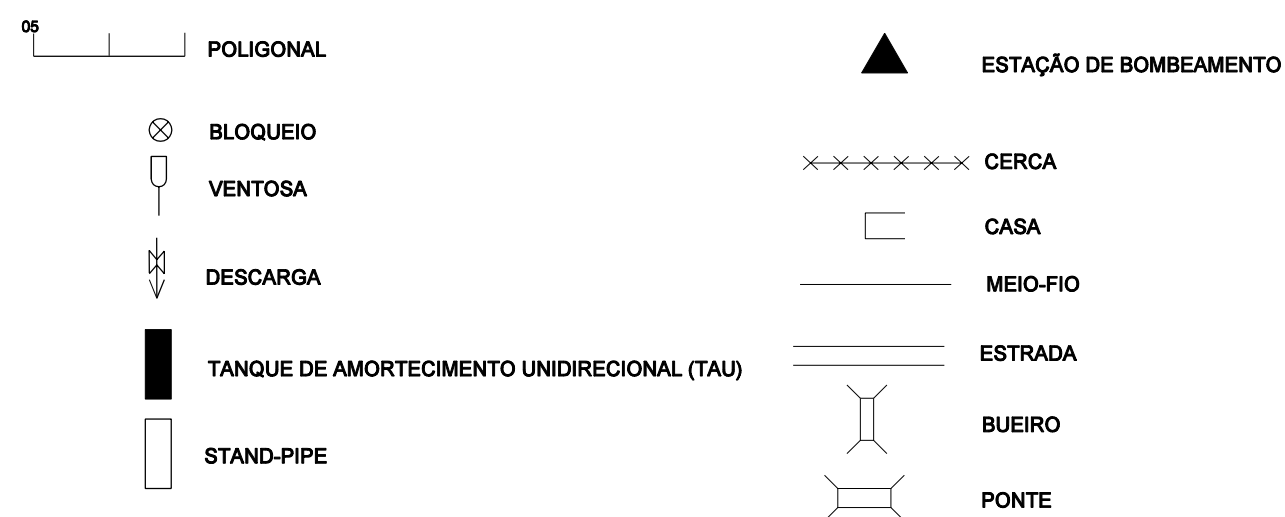 05
POLIGONAL
BLOQUEIO
VENTOSA
DESCARGA
TANQUE DE AMORTECIMENTO UNIDIRECIONAL (TAU)
STAND-PIPE
ESTAÇÃO DE BOMBEAMENTO
CERCA
CASA
MEIO-FIO
ESTRADA
BUEIRO
PONTE